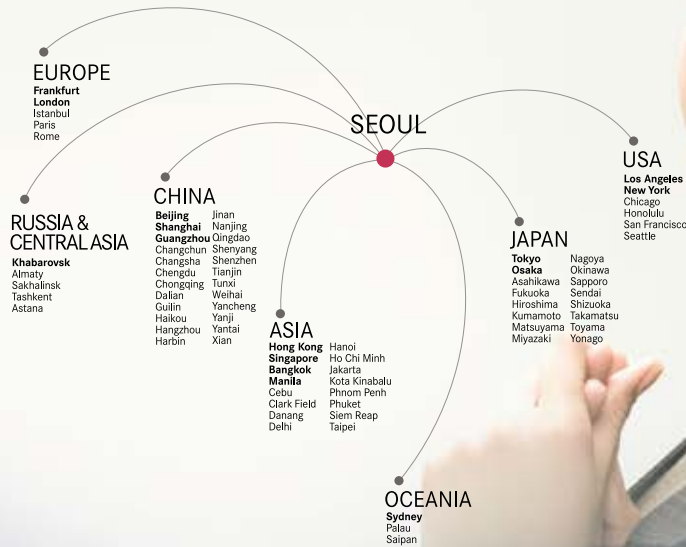 SEOUL
EUROPE
Frankfurt
London
Istanbul
Paris
Rome
RUSSIA &
CENTRAL ASIA
Khabarovsk
Almaty
Sakhalinsk
Tashkent
Astana
CHINA
Beijing
Shanghai
Guangzhou
Changchun
Changsha
Chengdu
Chongqing
Dalian
Guilin
Haikou
Hangzhou
Harbin
Jinan
Nanjing
Qingdao
Shenyang
Shenzhen
Tianjin
Tunxi
Weihai
Yancheng
Yanji
Yantai
Xian
ASIA
Hong Kong
Singapore
Bangkok
Manila
Cebu
Clark Field
Danang
Delhi
Hanoi
Ho Chi Minh
Jakarta
Kota Kinabalu
Phnom Penh
Phuket
Siem Reap
Taipei
OCEANIA
Sydney
Palau
Saipan
JAPAN
Tokyo
Osaka
Asahikawa
Fukuoka
Hiroshima
Kumamoto
Matsuyama
Miyazaki
Nagoya
Okinawa
Sapporo
Sendai
Shizuoka
Takamatsu
Toyama
Yonago
USA
Los Angeles
New York
Chicago
Honolulu
San Francisco
Seattle